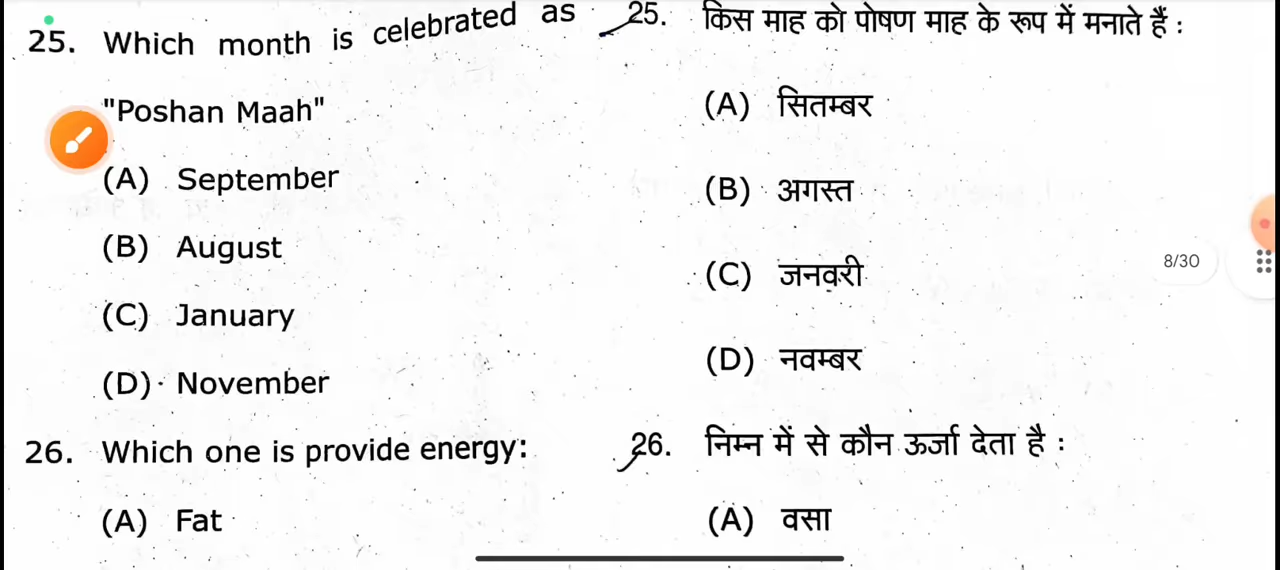 25. Which month is celebrated as
"Poshan Maah"
(A) September
(B) August
(C) January
(D) November
26. Which one is provide energy:
(A) Fat
25. किस माह को पोषण माह के रूप में मनाते हैं :
(A) सितम्बर
(B) अगस्त
(C) जनवरी
(D) नवम्बर
26. निम्न में से कौन ऊर्जा देता है :
(A) वसा
8/30